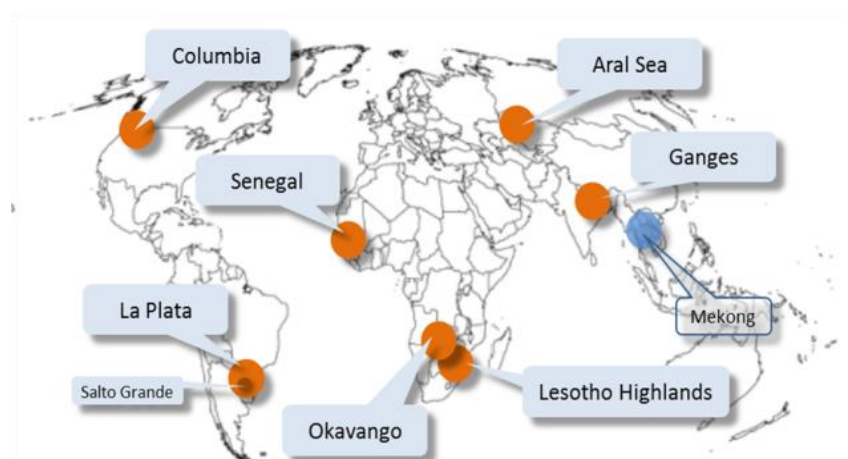 Columbia
Aral Sea
Ganges
Senegal
Mekong
La Plata
Salto Grande
Lesotho Highlands
Okavango